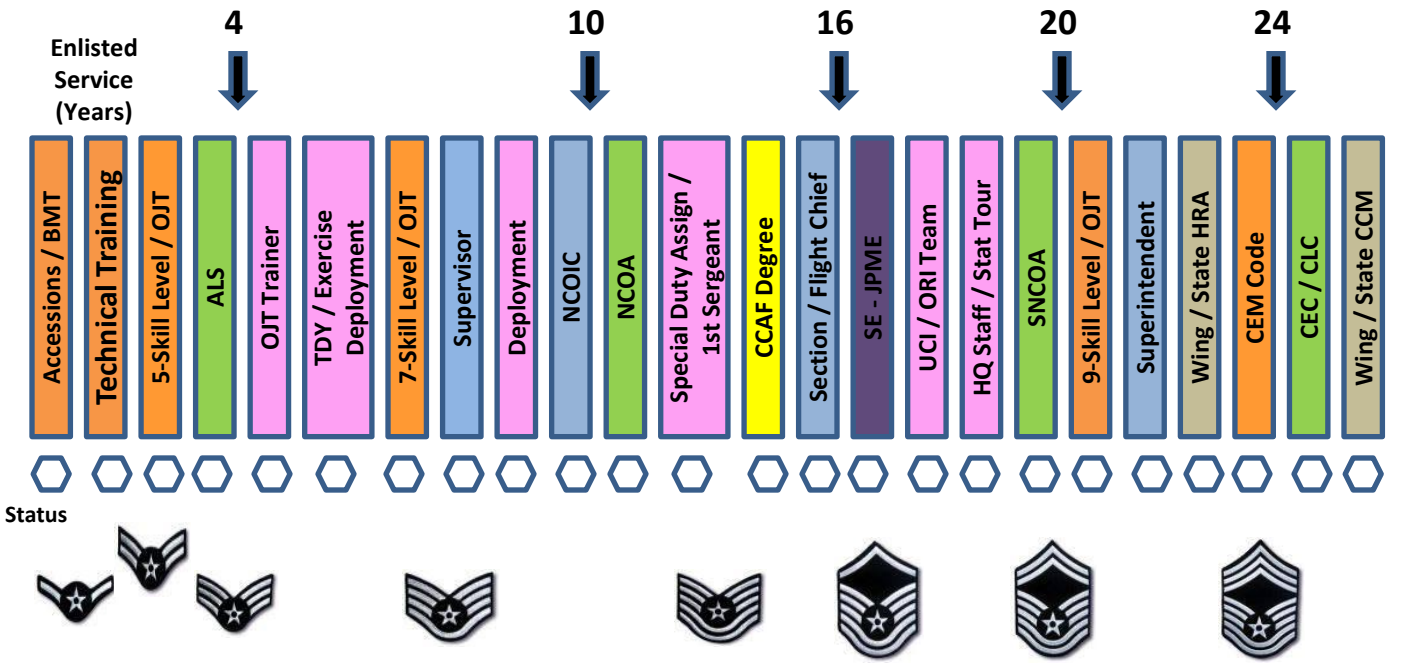 4
10
16
20
24
Enlisted
Service
(Years)
Accessions / BMT
Technical Training
5-Skill Level / OJT
ALS
OJT Trainer
TDY / Exercise
Deployment
7-Skill Level / OJT
Supervisor
Deployment
NCOIC
NCOA
Special Duty Assign /
1st Sergeant
CCAF Degree
Section / Flight Chief
SE - JPME
UCI / ORI Team
HQ Staff / Stat Tour
SNCOA
9-Skill Level / OJT
Superintendent
Wing / State HRA
CEM Code
CEC / CLC
Wing / State CCM
Status